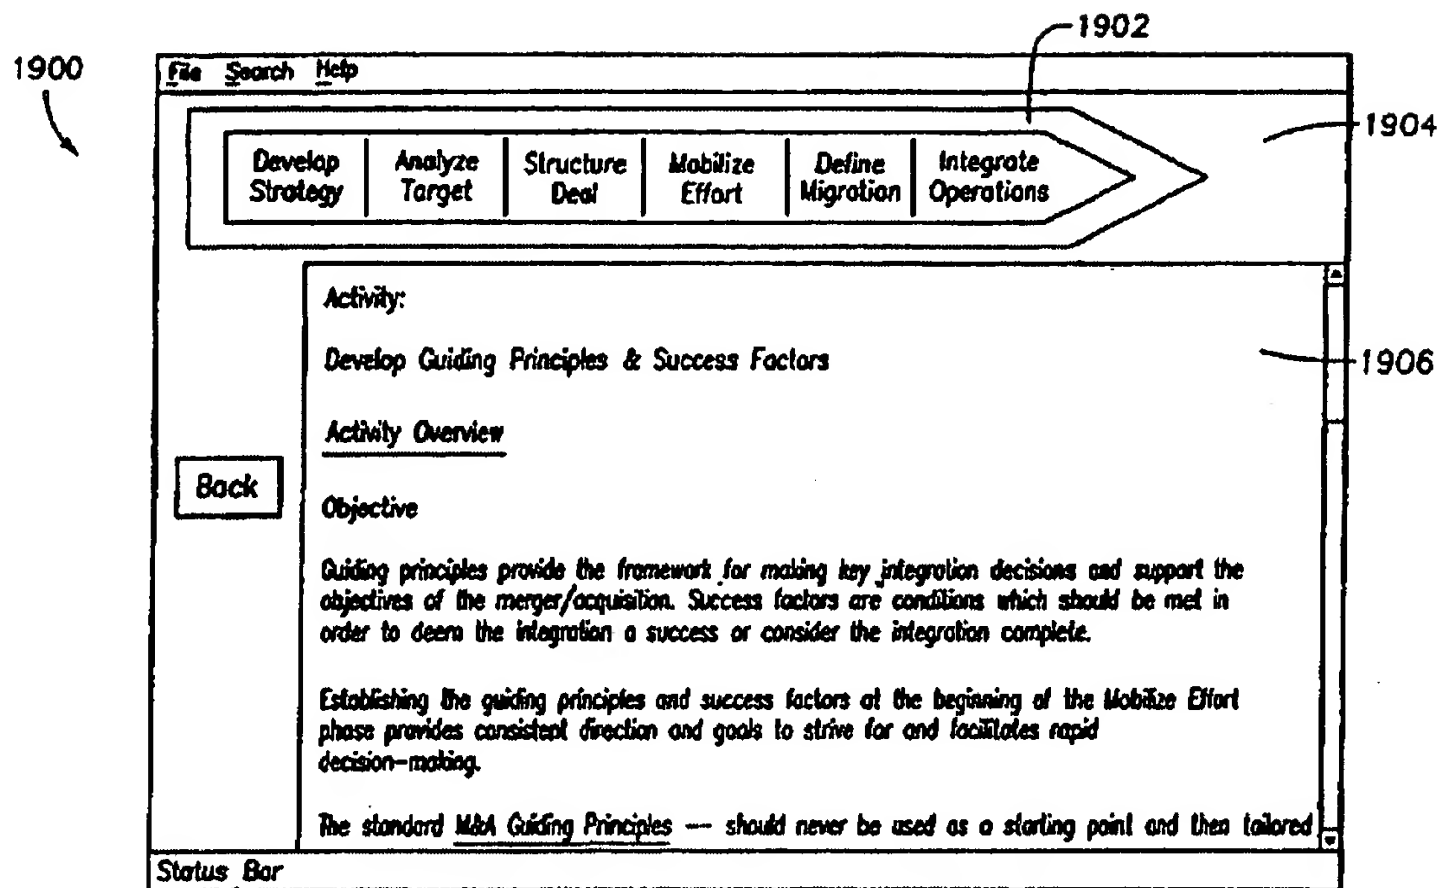 1902
1900
File Search Help
1904
Develop Strategy
Analyze Target
Structure Deal
Mobilize Effort
Define Migration
Integrate Operations
Activity:
Develop Guiding Principles & Success Factors
1906
Activity Overview
Back
Objective
Guiding principles provide the framework for making key integration decisions and support the
objectives of the merger/acquisition. Success factors are conditions which should be met in
order to deem the integration a success or consider the integration complete.
Establishing the guiding principles and success factors at the beginning of the Mobilize Effort
phase provides consistent direction and goals to strive for and facilitates rapid
decision-making.
The standard M&A Guiding Principles -- should never be used as a starting point and then tailored
Status Bar